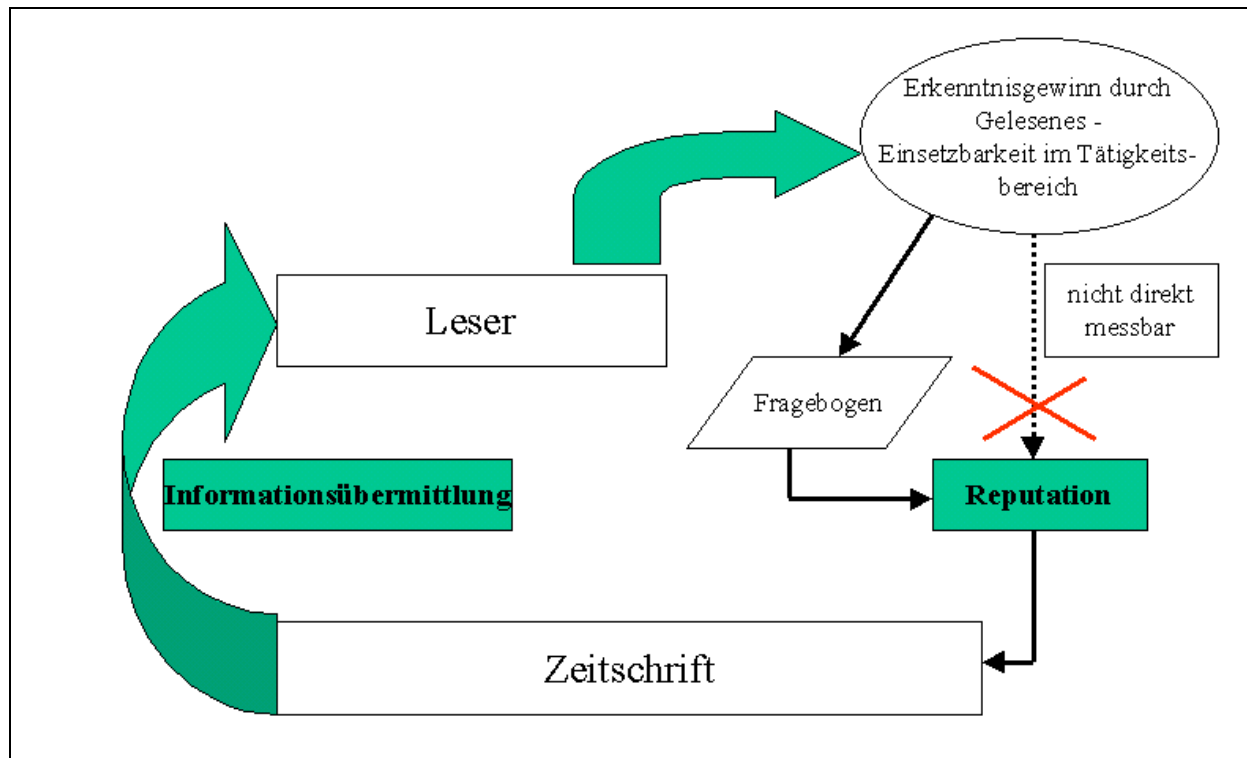 Erkenntnisgewinn durch
Gelesenes -
Einsetzbarkeit im Tätigkeits-
bereich
nicht direkt
messbar
Leser
Fragebogen
Informationsübermittlung
Reputation
Zeitschrift